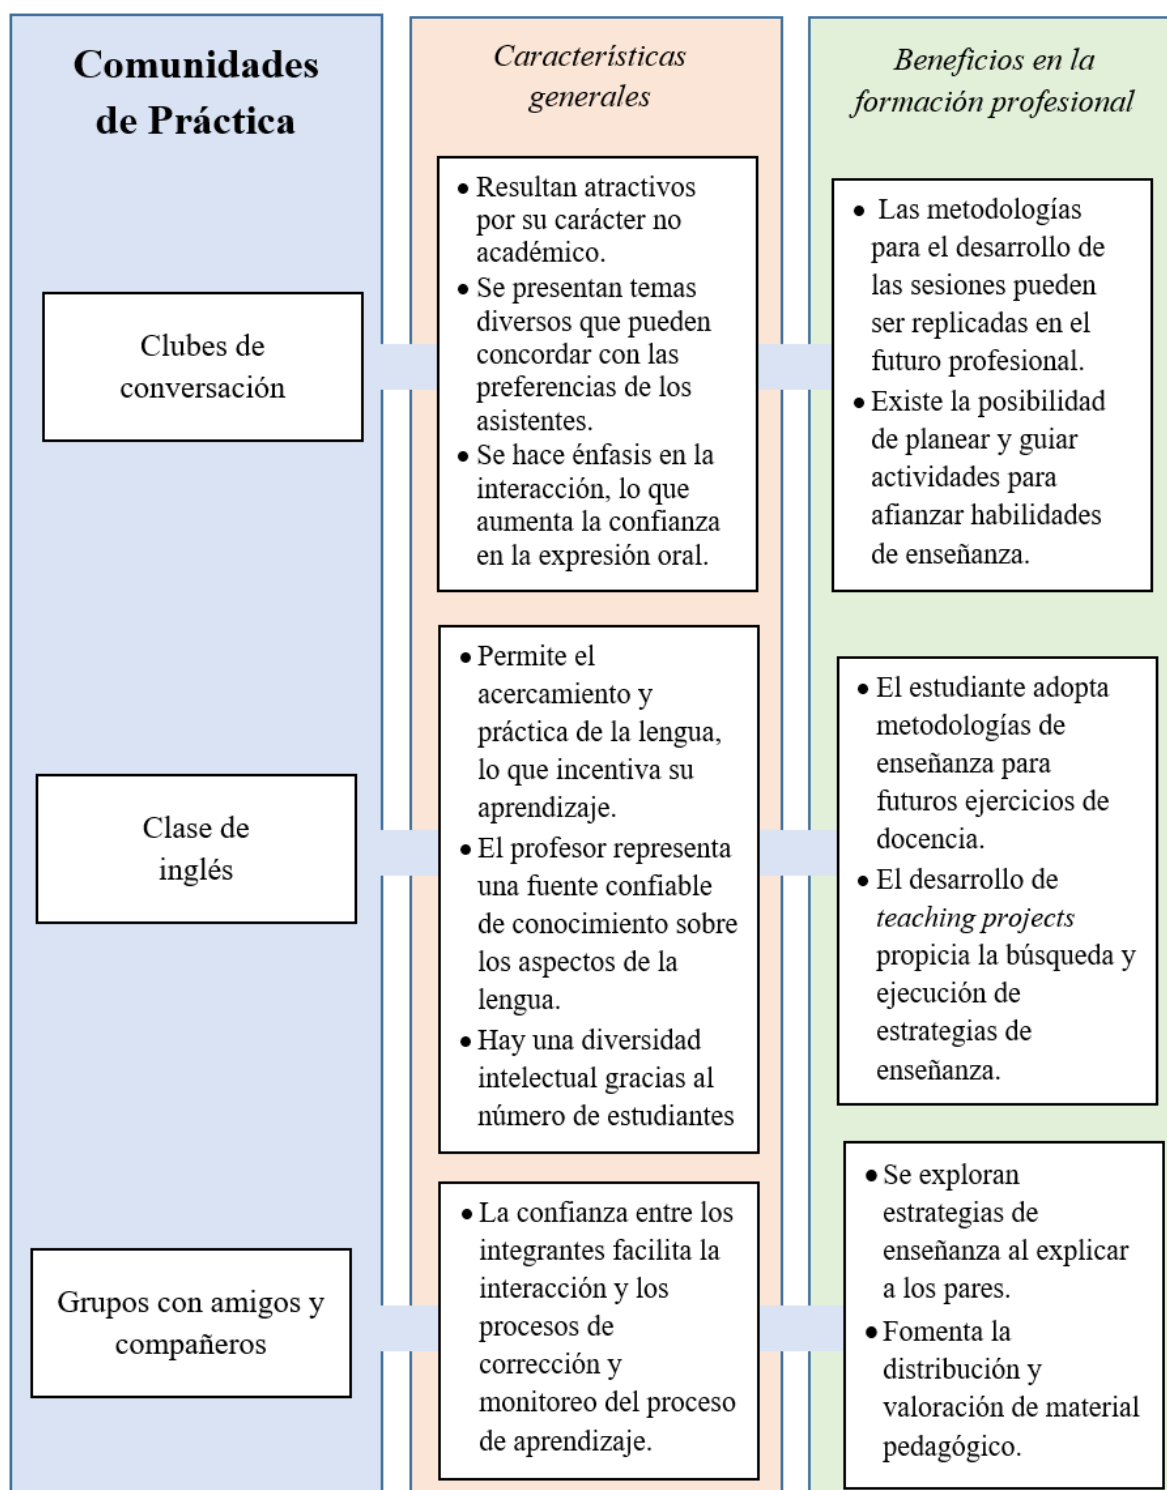 Comunidades
de Práctica
Características
generales
Beneficios en la
formación profesional
Clubes de
conversación
• Resultan atractivos
por su carácter no
académico.
• Se presentan temas
diversos que pueden
concordar con las
preferencias de los
asistentes.
• Se hace énfasis en la
interacción, lo que
aumenta la confianza
en la expresión oral.
• Las metodologías
para el desarrollo de
las sesiones pueden
ser replicadas en el
futuro profesional.
• Existe la posibilidad
de planear y guiar
actividades para
afianzar habilidades
de enseñanza.
Clase de
inglés
• Permite el
acercamiento y
práctica de la lengua,
lo que incentiva su
aprendizaje.
• El profesor representa
una fuente confiable
de conocimiento sobre
los aspectos de la
lengua.
• Hay una diversidad
intelectual gracias al
número de estudiantes
• El estudiante adopta
metodologías de
enseñanza para
futuros ejercicios de
docencia.
• El desarrollo de
teaching projects
propicia la búsqueda y
ejecución de
estrategias de
enseñanza.
Grupos con amigos y
compañeros
• La confianza entre los
integrantes facilita la
interacción y los
procesos de
corrección y
monitoreo del proceso
de aprendizaje.
• Se exploran
estrategias de
enseñanza al explicar
a los pares.
• Fomenta la
distribución y
valoración de material
pedagógico.